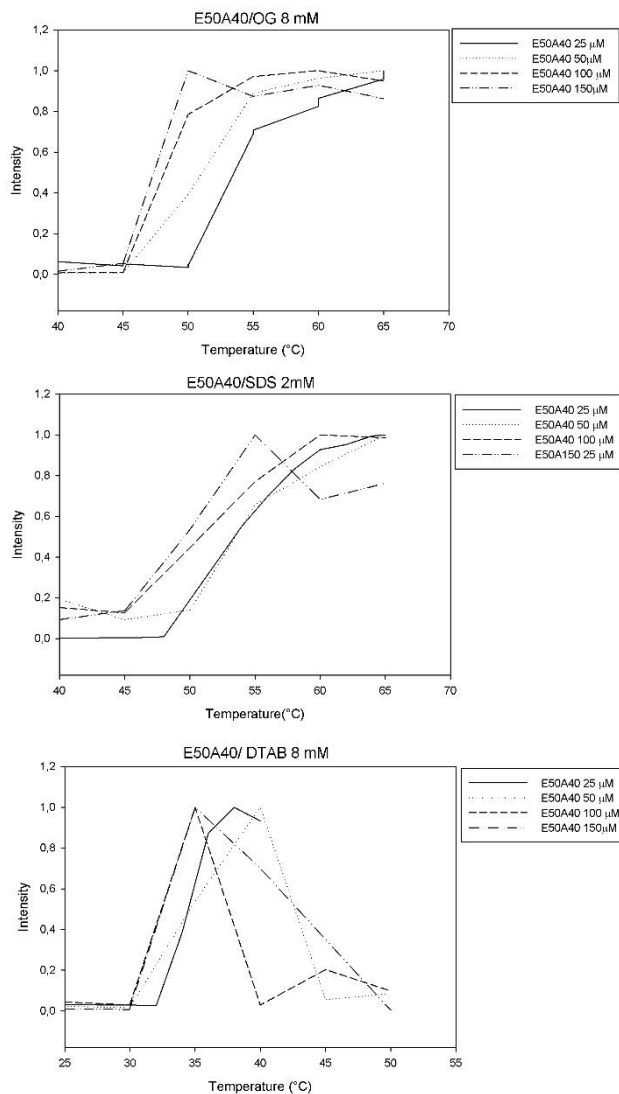 E50A40/OG 8 mM
1,2
1,0
0,8
0,6
0,4
0,2
0,0
Intensity
40 45 50 55 60 65 70
Temperature (°C)
E50A40 25 μM
E50A40 50μM
E50A40 100 μM
E50A40 150μM
E50A40/SDS 2mM
1,2
1,0
0,8
0,6
0,4
0,2
0,0
Intensity
40 45 50 55 60 65 70
Temperature(°C)
E50A40 25 μM
E50A40 50 μM
E50A40 100 μM
E50A150 25 μM
E50A40/ DTAB 8 mM
1,2
1,0
0,8
0,6
0,4
0,2
0,0
Intensity
25 30 35 40 45 50 55
Temperature (°C)
E50A40 25 μM
E50A40 50 μM
E50A40 100 μM
E50A40 150μM